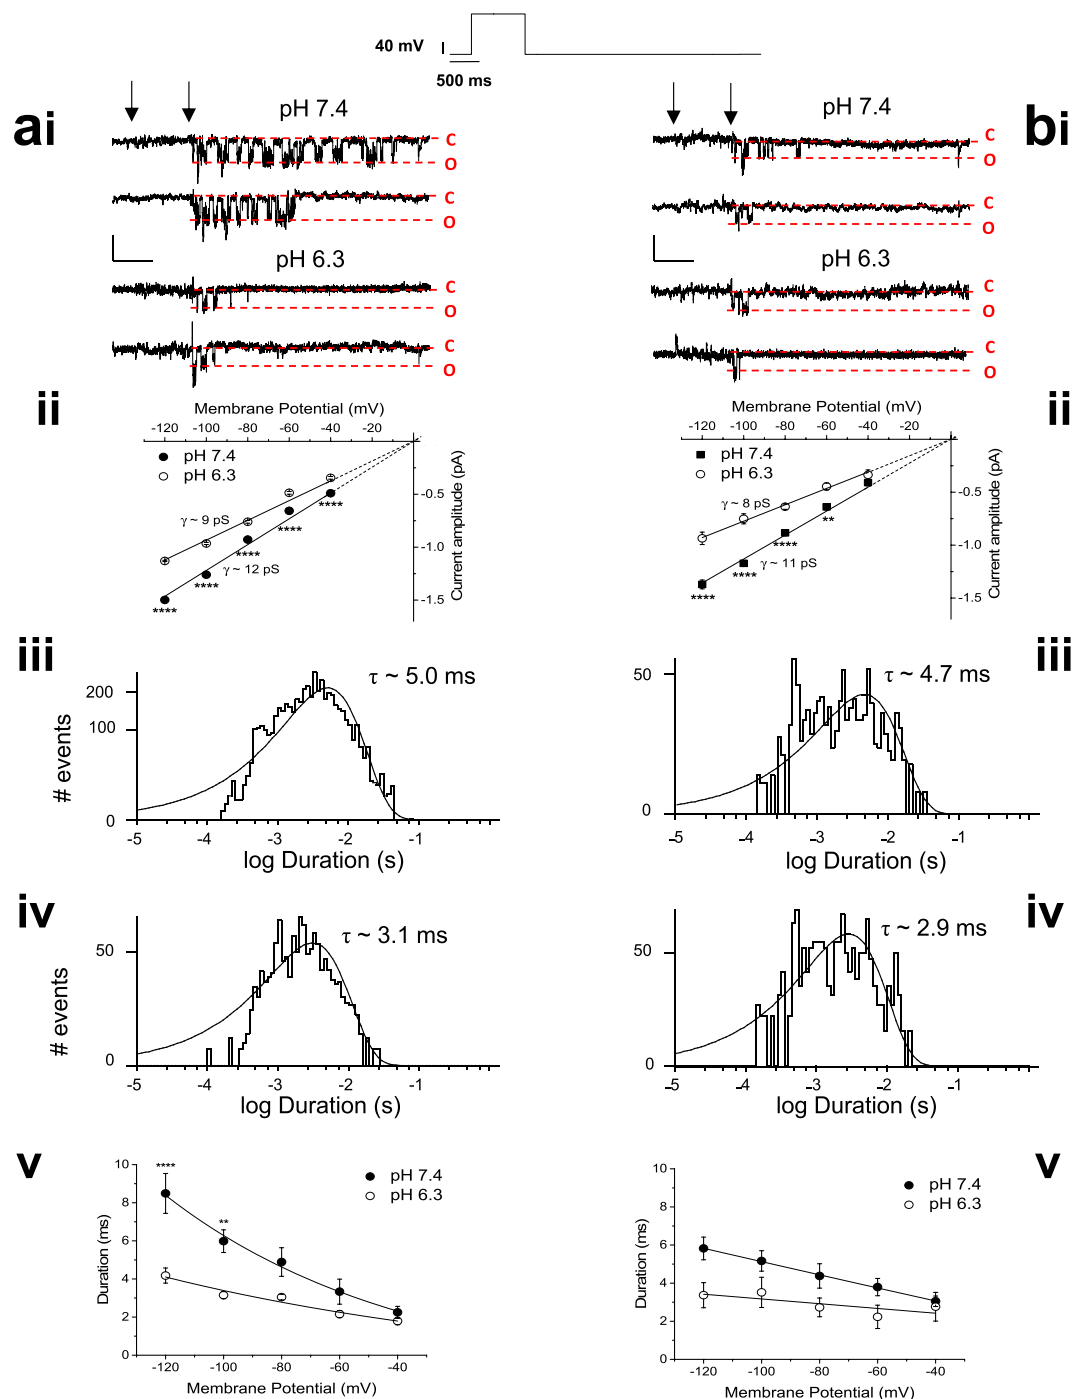 40 mV
500 ms
ai
pH 7.4
C
O
C
O
pH 6.3
C
O
C
O
bi
pH 7.4
C
O
C
O
pH 6.3
C
O
C
O
ii
Membrane Potential (mV)
-120 -100 -80 -60 -40 -20
pH 7.4
pH 6.3
γ ~ 9 pS
γ ~ 12 pS
**** **** **** **** ****
-0.5
-1.0
-1.5
Current amplitude (pA)
ii
Membrane Potential (mV)
-120 -100 -80 -60 -40 -20
pH 7.4
pH 6.3
γ ~ 8 pS
γ ~ 11 pS
**** **** **** **
-0.5
-1.0
-1.5
Current amplitude (pA)
iii
τ ~ 5.0 ms
200
100
0
# events
-5 -4 -3 -2 -1
log Duration (s)
iii
τ ~ 4.7 ms
50
0
-5 -4 -3 -2 -1
log Duration (s)
iv
τ ~ 3.1 ms
50
0
# events
-5 -4 -3 -2 -1
log Duration (s)
iv
τ ~ 2.9 ms
50
0
-5 -4 -3 -2 -1
log Duration (s)
v
10
8
6
4
2
0
Duration (ms)
****
**
pH 7.4
pH 6.3
-120 -100 -80 -60 -40
Membrane Potential (mV)
v
10
8
6
4
2
0
Duration (ms)
pH 7.4
pH 6.3
-120 -100 -80 -60 -40
Membrane Potential (mV)